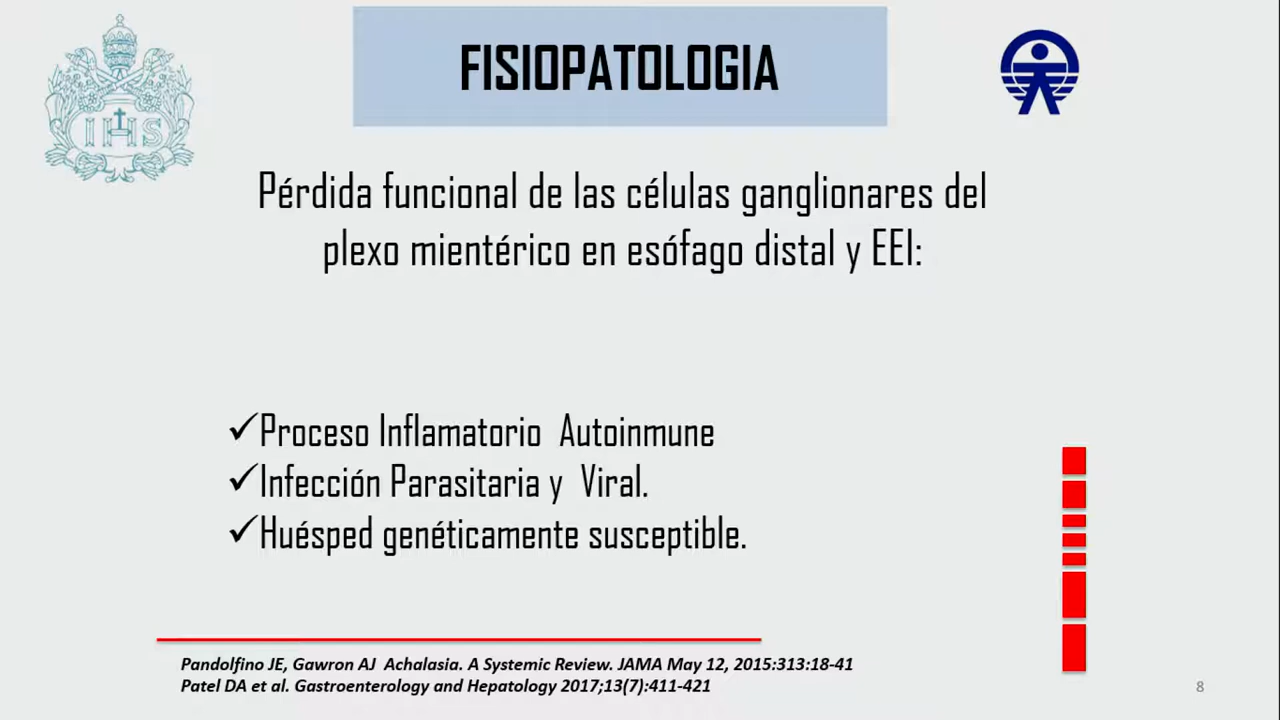 IHS
FISIOPATOLOGIA
Pérdida funcional de las células ganglionares del
plexo mientérico en esófago distal y EEI:
✓Proceso Inflamatorio Autoinmune
✓Infección Parasitaria y Viral.
✓Huésped genéticamente susceptible.
Pandolfino JE, Gawron AJ Achalasia. A Systemic Review. JAMA May 12, 2015:313:18-41
Patel DA et al. Gastroenterology and Hepatology 2017;13(7):411-421
8